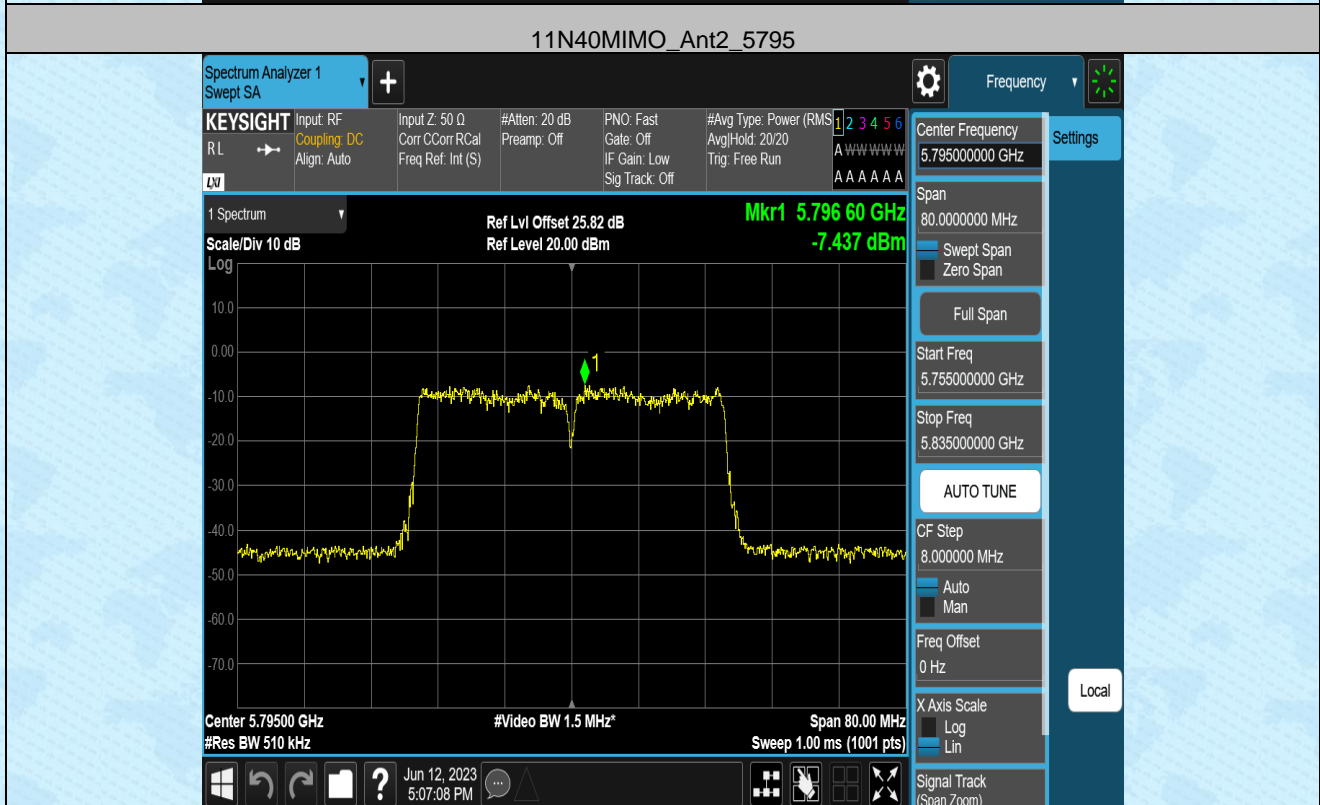 11N40MIMO_Ant2_5795
Spectrum Analyzer 1
Swept SA
+
Frequency
KEYSIGHT
RL
LXI
Input: RF
Coupling: DC
Align: Auto
Input Z: 50 Ω
Corr CCorr RCal
Freq Ref: Int (S)
#Atten: 20 dB
Preamp: Off
PNO: Fast
Gate: Off
IF Gain: Low
Sig Track: Off
#Avg Type: Power (RMS
Avg|Hold: 20/20
Trig: Free Run
1 2 3 4 5 6
A W W W W W
A A A A A A
Center Frequency
5.795000000 GHz
Settings
Span
80.0000000 MHz
Swept Span
Zero Span
Full Span
Start Freq
5.755000000 GHz
Stop Freq
5.835000000 GHz
AUTO TUNE
CF Step
8.000000 MHz
Auto
Man
Freq Offset
0 Hz
X Axis Scale
Log
Lin
Local
Signal Track
(Span Zoom)
1 Spectrum
Scale/Div 10 dB
Log
Ref Lvl Offset 25.82 dB
Ref Level 20.00 dBm
Mkr1 5.796 60 GHz
-7.437 dBm
1
10.0
0.00
-10.0
-20.0
-30.0
-40.0
-50.0
-60.0
-70.0
Center 5.79500 GHz
#Res BW 510 kHz
#Video BW 1.5 MHz*
Span 80.00 MHz
Sweep 1.00 ms (1001 pts)
?
Jun 12, 2023
5:07:08 PM